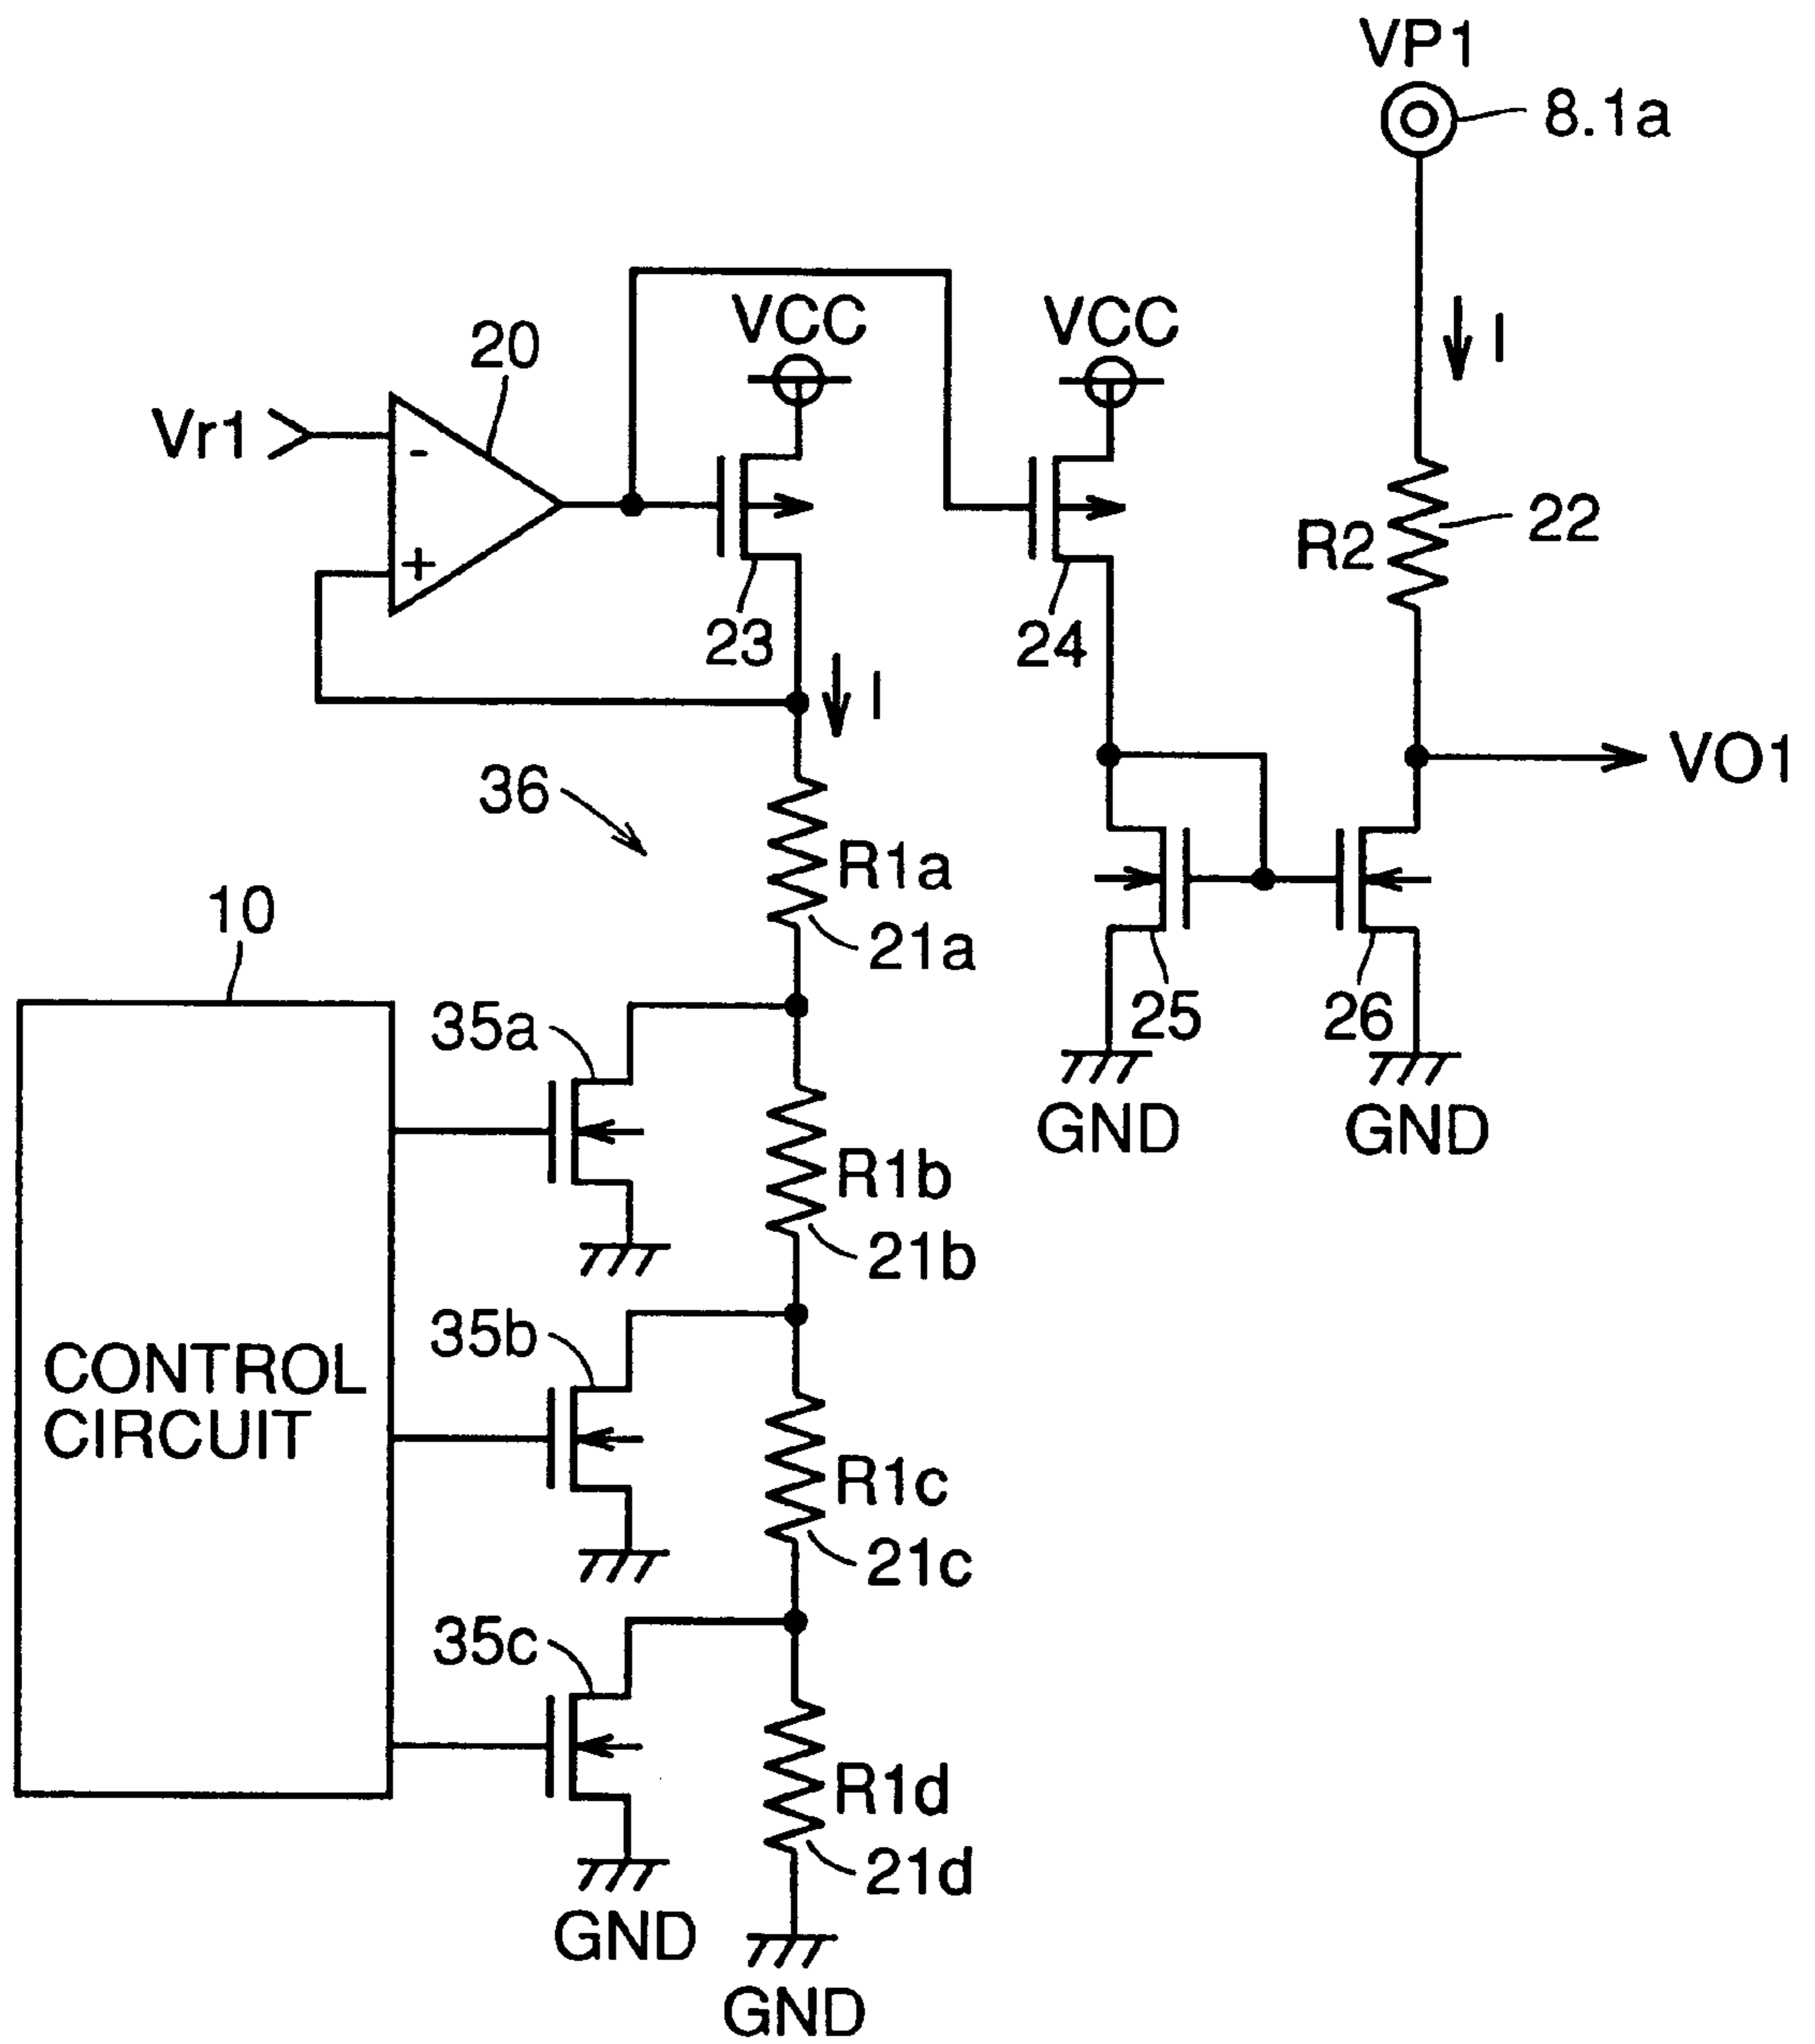 VP1
8.1a
VCC
VCC
I
20
Vr1
-
+
R2
22
23
24
I
VO1
36
R1a
21a
10
25
26
35a
GND
GND
R1b
21b
35b
CONTROL
CIRCUIT
R1c
21c
35c
R1d
21d
GND
GND